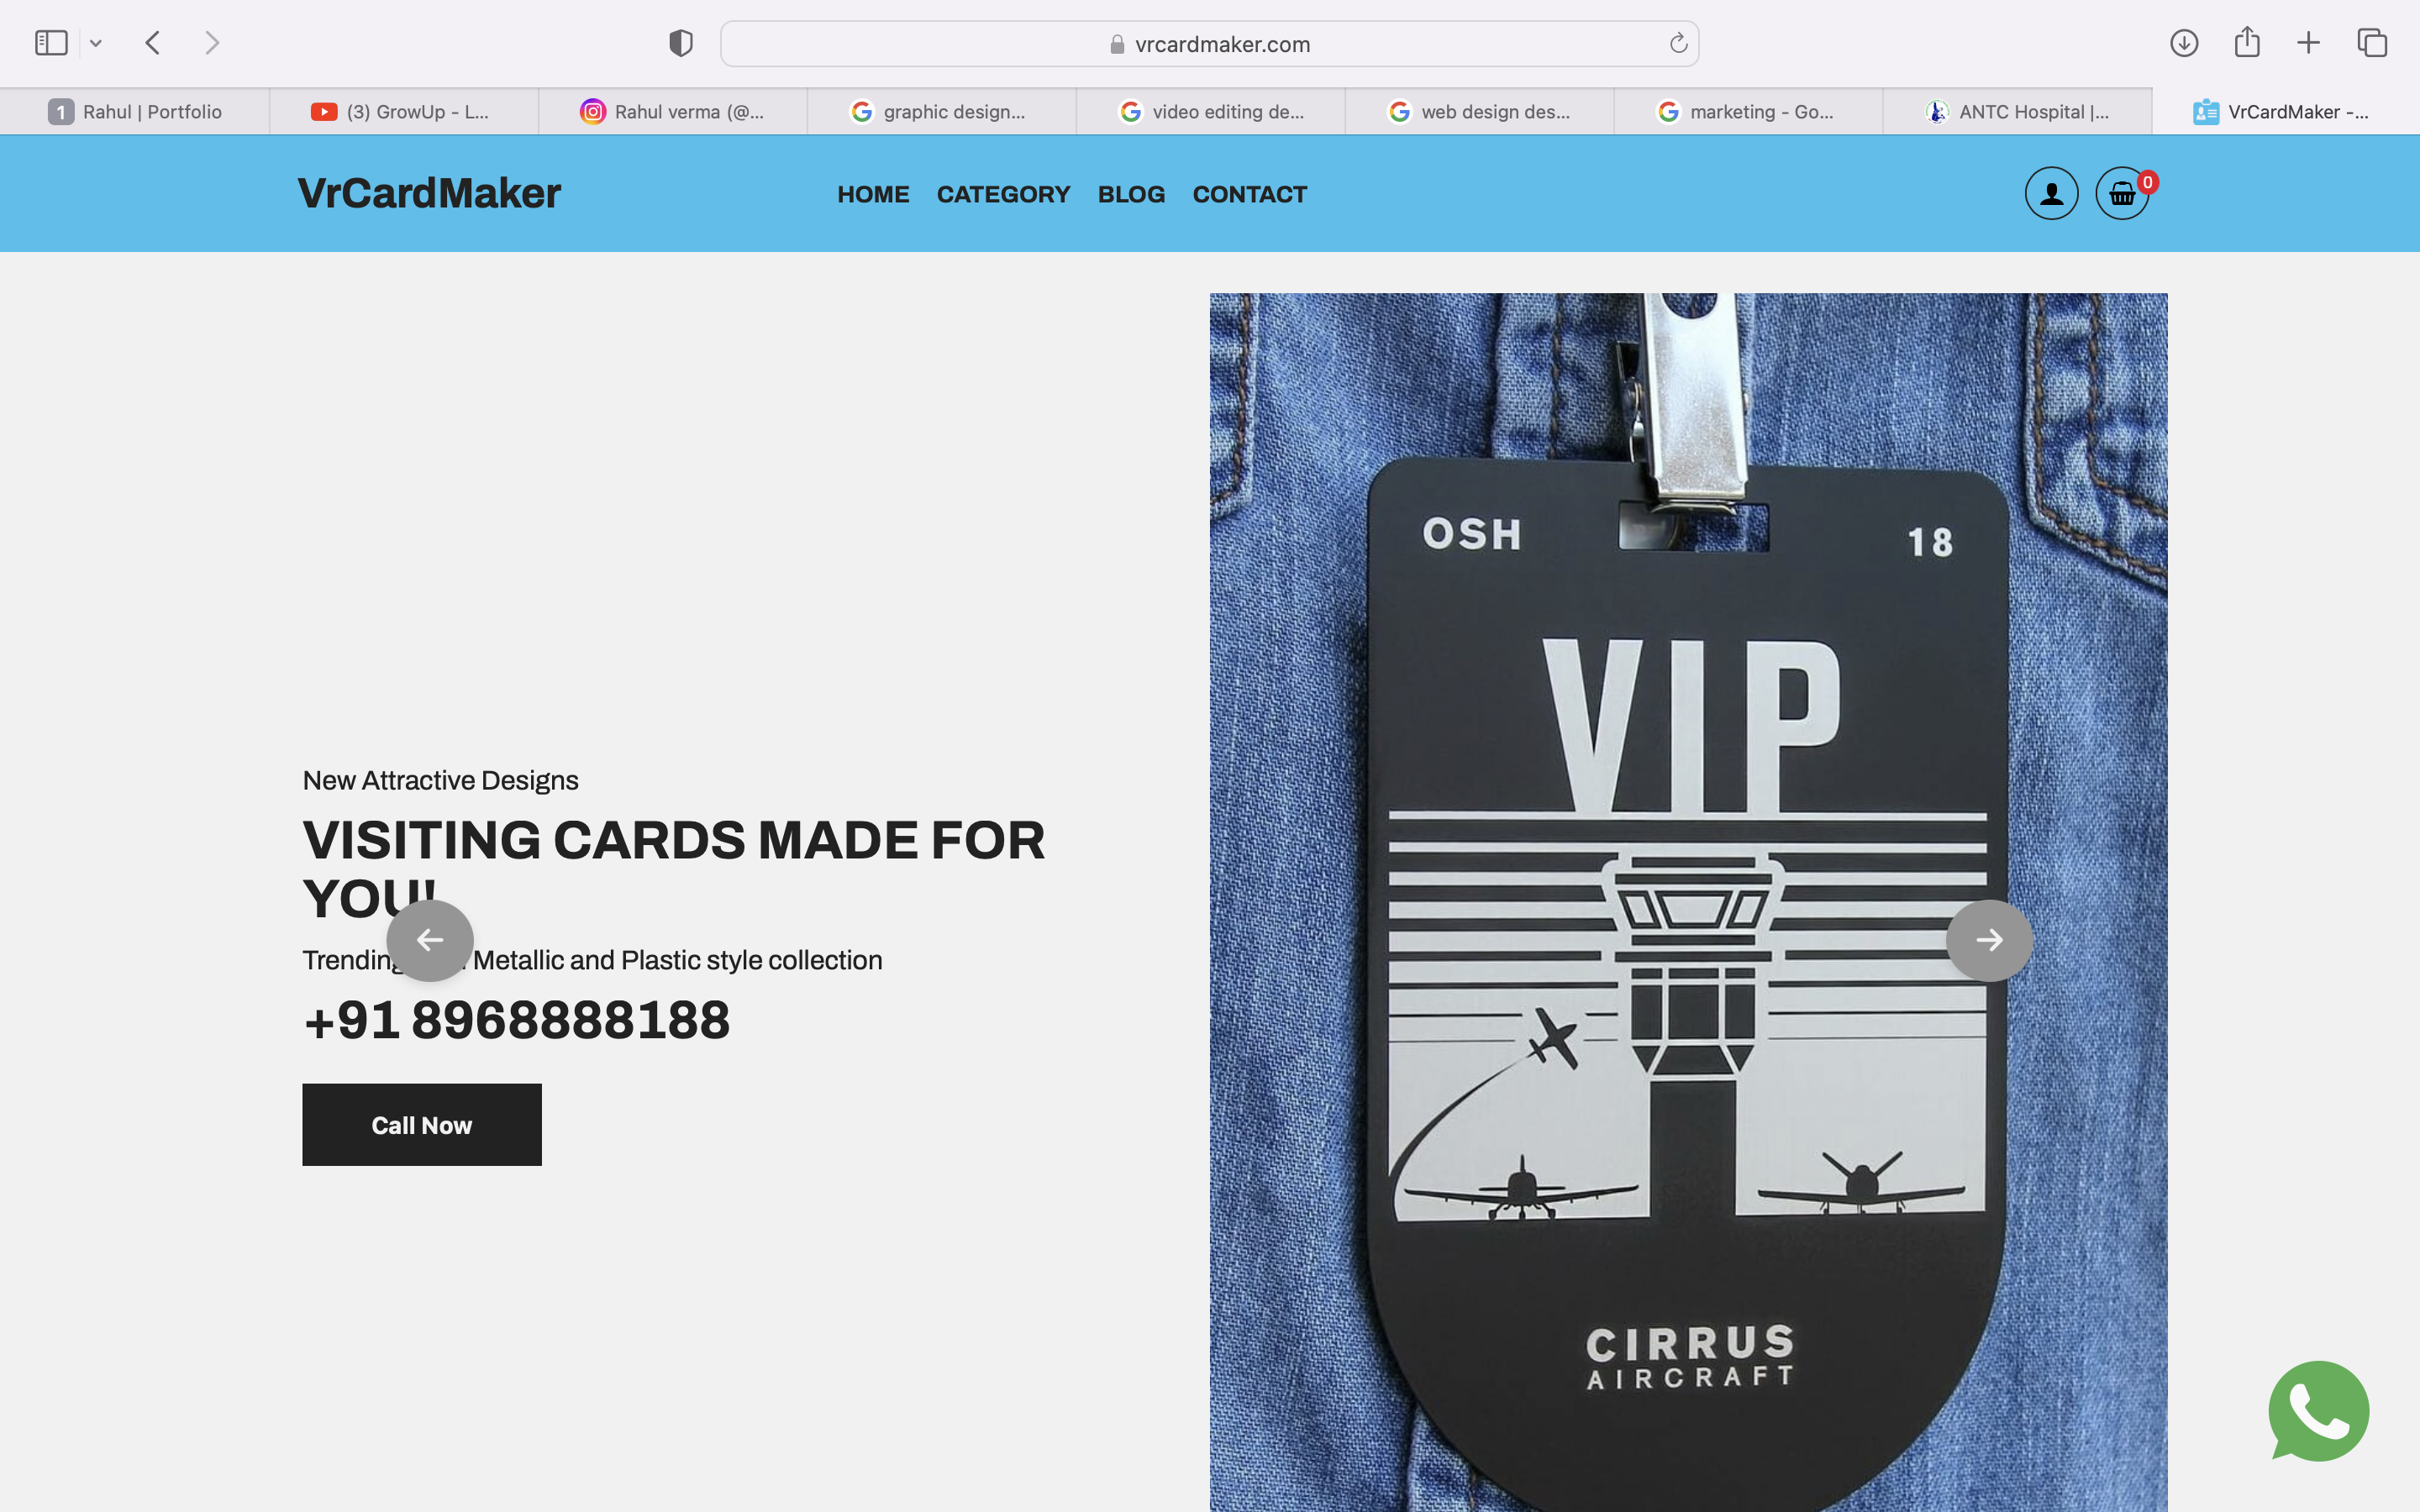 vrcardmaker.com
1 Rahul | Portfolio
(3) GrowUp - L...
Rahul verma (@...
graphic design...
video editing de...
web design des...
marketing - Go...
ANTC Hospital |...
VrCardMaker -...
VrCardMaker
HOME CATEGORY BLOG CONTACT
0
New Attractive Designs
VISITING CARDS MADE FOR
YOU!
Trending Metallic and Plastic style collection
+91 8968888188
Call Now
OSH 18
VIP
CIRRUS
AIRCRAFT